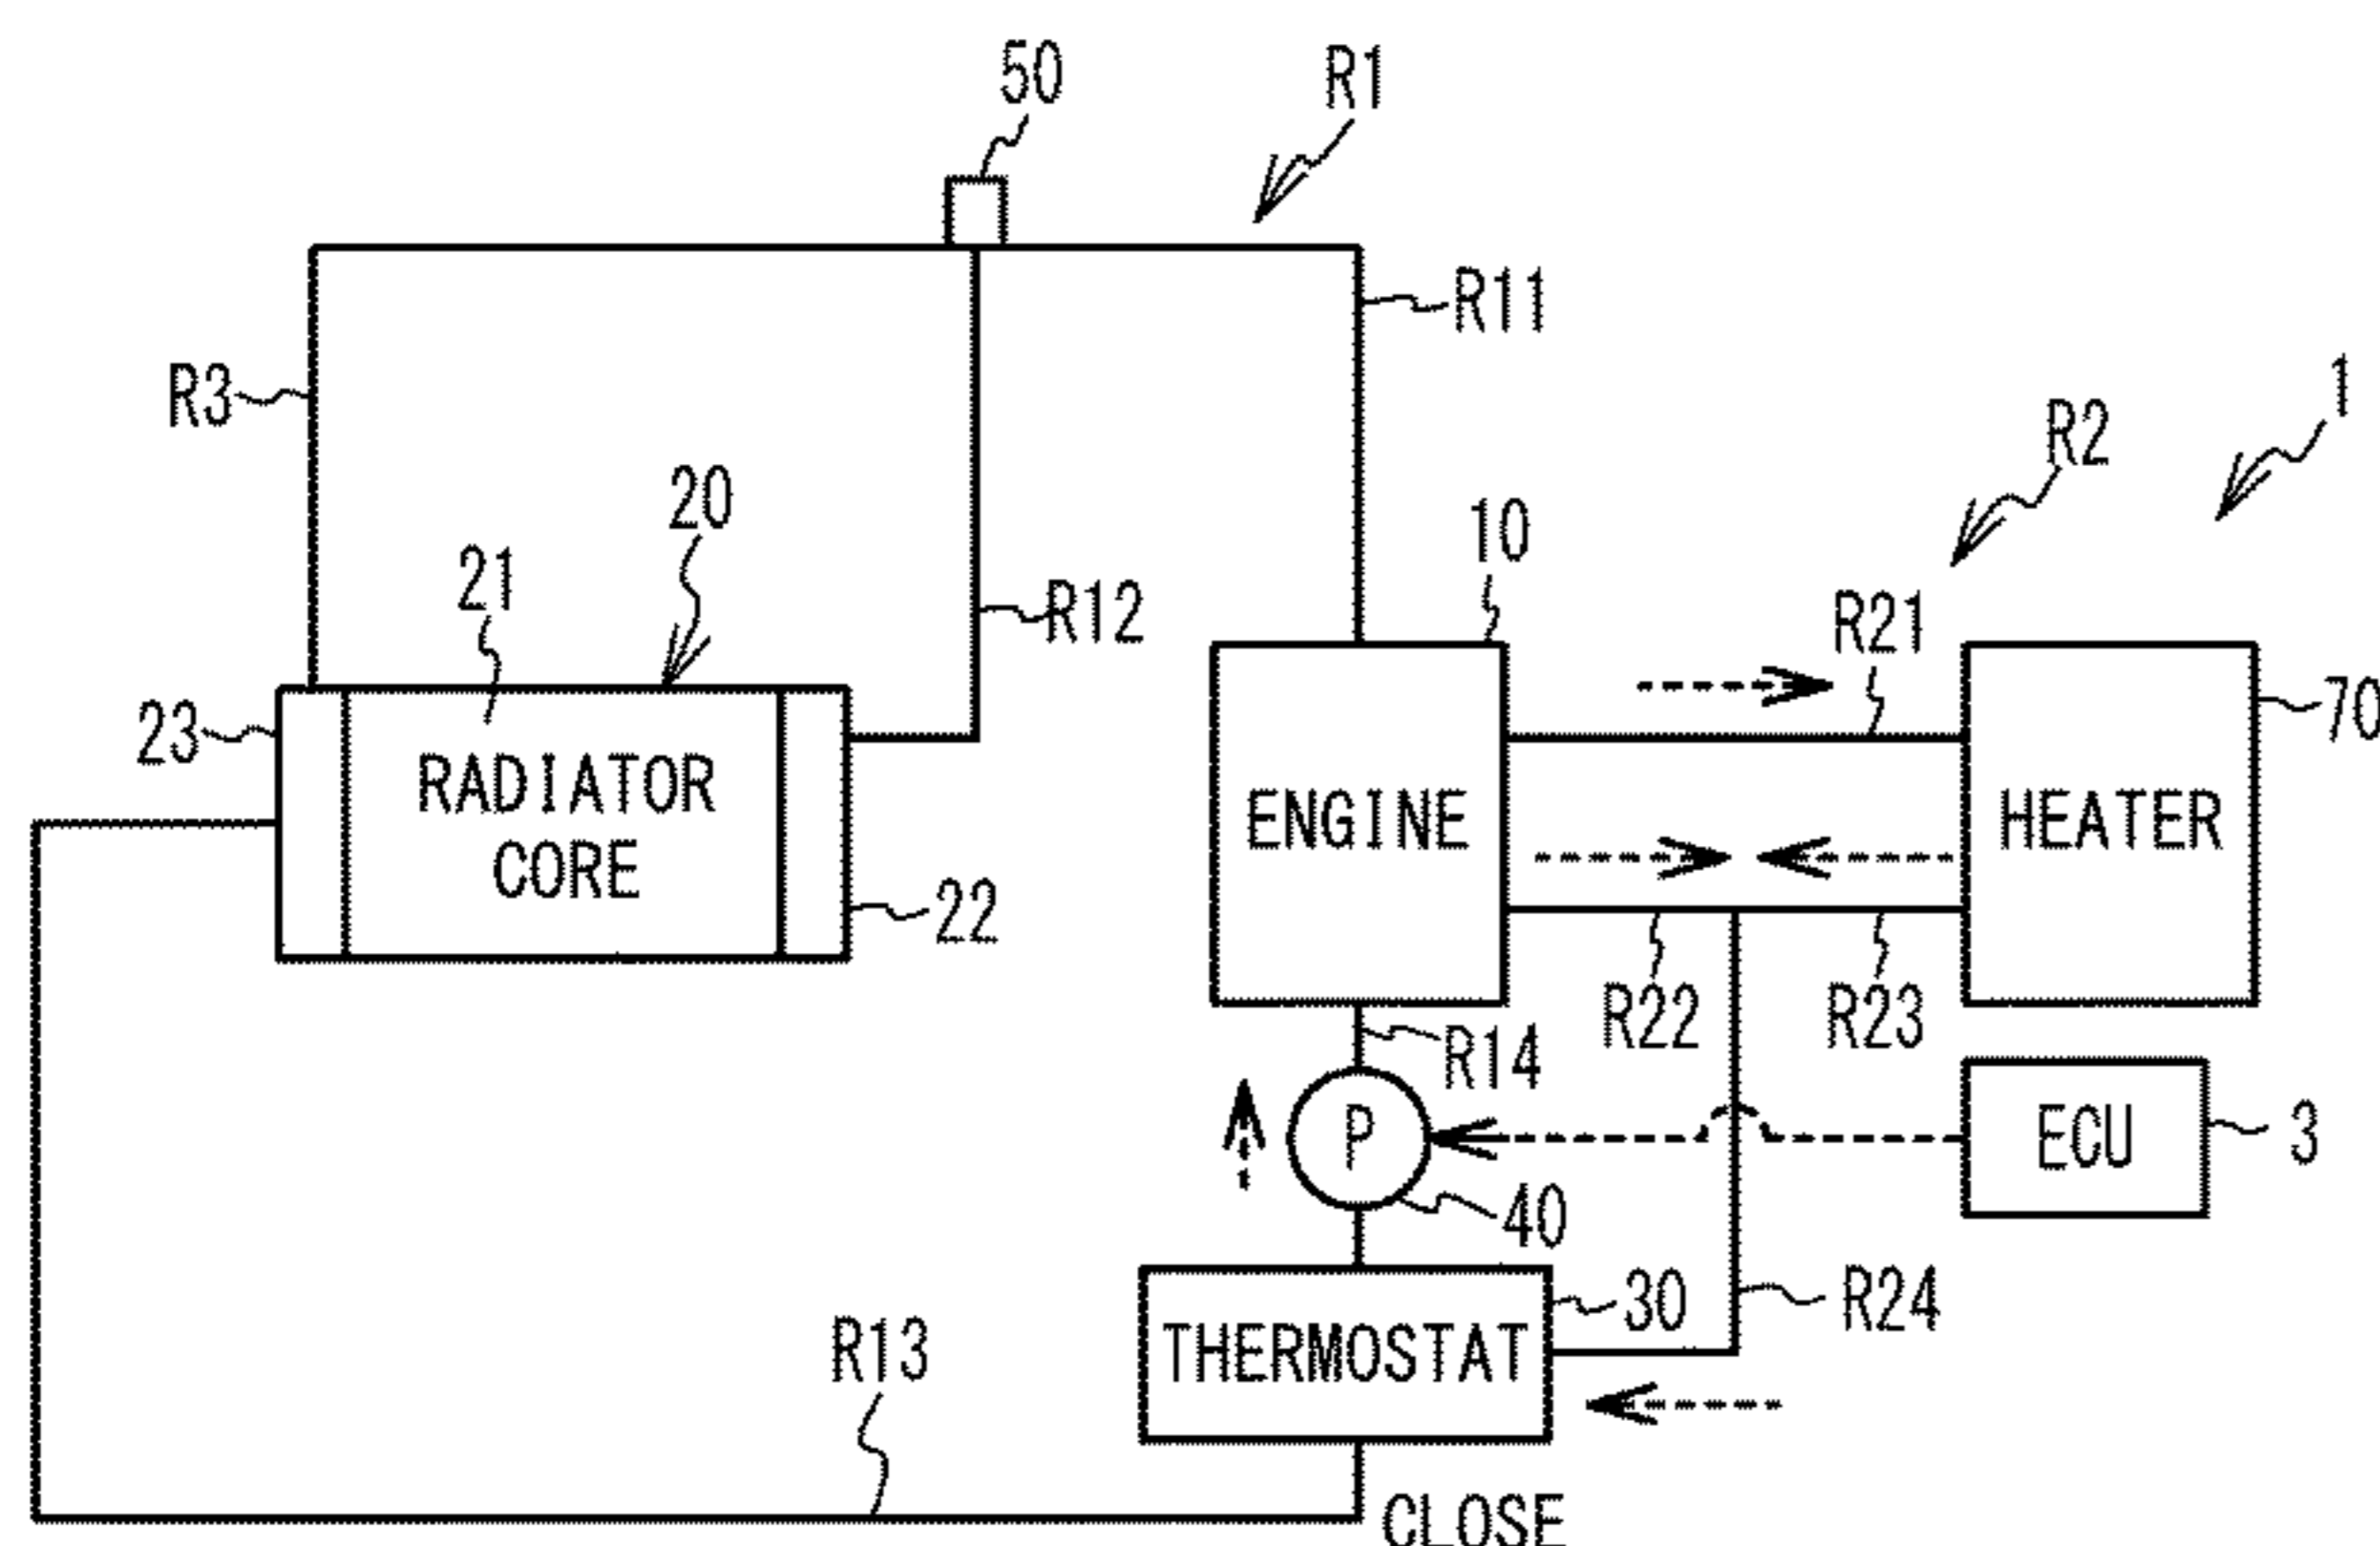 50
R1
R11
R3
1
R2
20
10
21
R12
R21
23
70
RADIATOR
CORE
ENGINE
HEATER
22
R22
R23
R14
P
ECU
3
40
30
R24
R13
THERMOSTAT
CLOSE